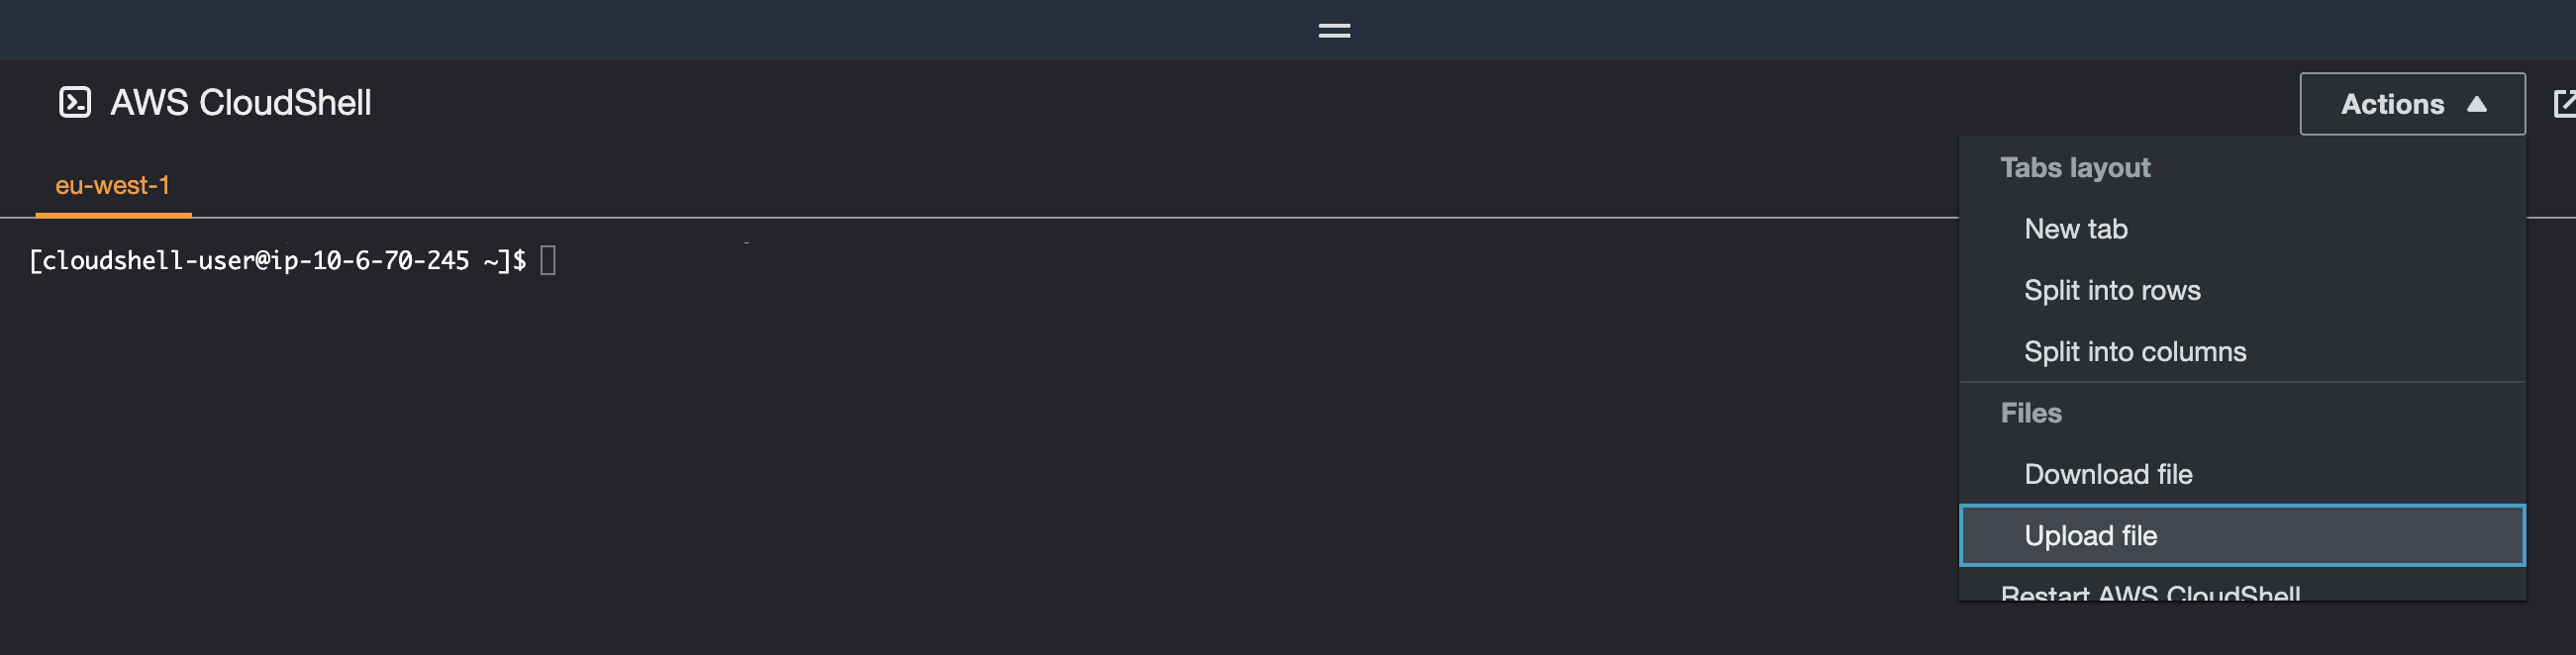 AWS CloudShell
Actions
eu-west-1
[cloudshell-user@ip-10-6-70-245 ~]$
Tabs layout
New tab
Split into rows
Split into columns
Files
Download file
Upload file
Restart AWS CloudShell